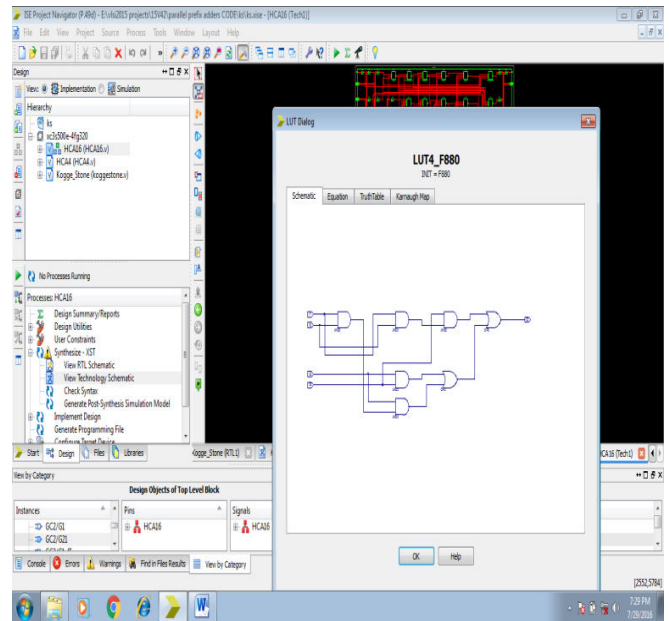 ISE Project Navigator (P.49d) - E:\vlsi2015 projects\15V42\parallel prefix adders CODE\ks\ks.xise - [HCA16 (Tech1)]
File Edit View Project Source Process Tools Window Layout Help
Design
View: Implementation Simulation
Hierarchy
ks
xc3s500e-4fg320
HCA16 (HCA16.v)
HCA4 (HCA4.v)
Kogge_Stone (koggestone.v)
No Processes Running
Processes: HCA16
Design Summary/Reports
Design Utilities
User Constraints
Synthesize - XST
View RTL Schematic
View Technology Schematic
Check Syntax
Generate Post-Synthesis Simulation Model
Implement Design
Generate Programming File
Configure Target Device
Start Design Files Libraries
Kogge_Stone (RTL1)
HCA16 (Tech1)
LUT Dialog
LUT4_F880
INIT = F880
Schematic Equation TruthTable Karnaugh Map
OK Help
View by Category
Design Objects of Top Level Block
Instances Pins Signals
GC2/G1 HCA16 HCA16
GC2/G21
Console Errors Warnings Find in Files Results View by Category
[2552,5784]
7:29 PM
7/29/2016